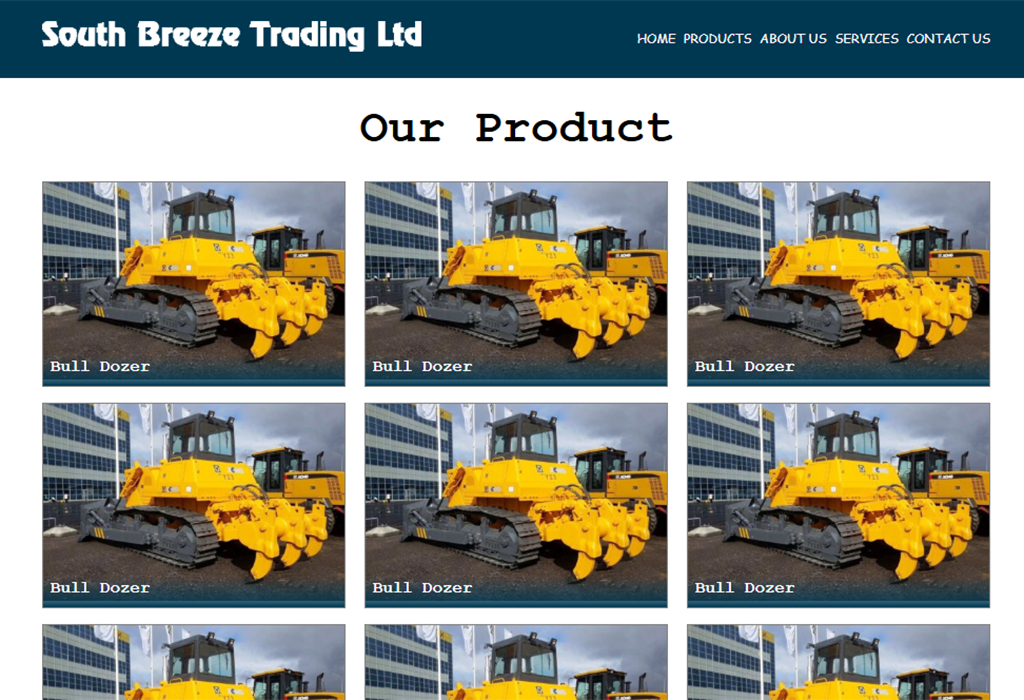 South Breeze Trading Ltd
HOME PRODUCTS ABOUT US SERVICES CONTACT US
Our Product
Bull Dozer Bull Dozer Bull Dozer
Bull Dozer Bull Dozer Bull Dozer